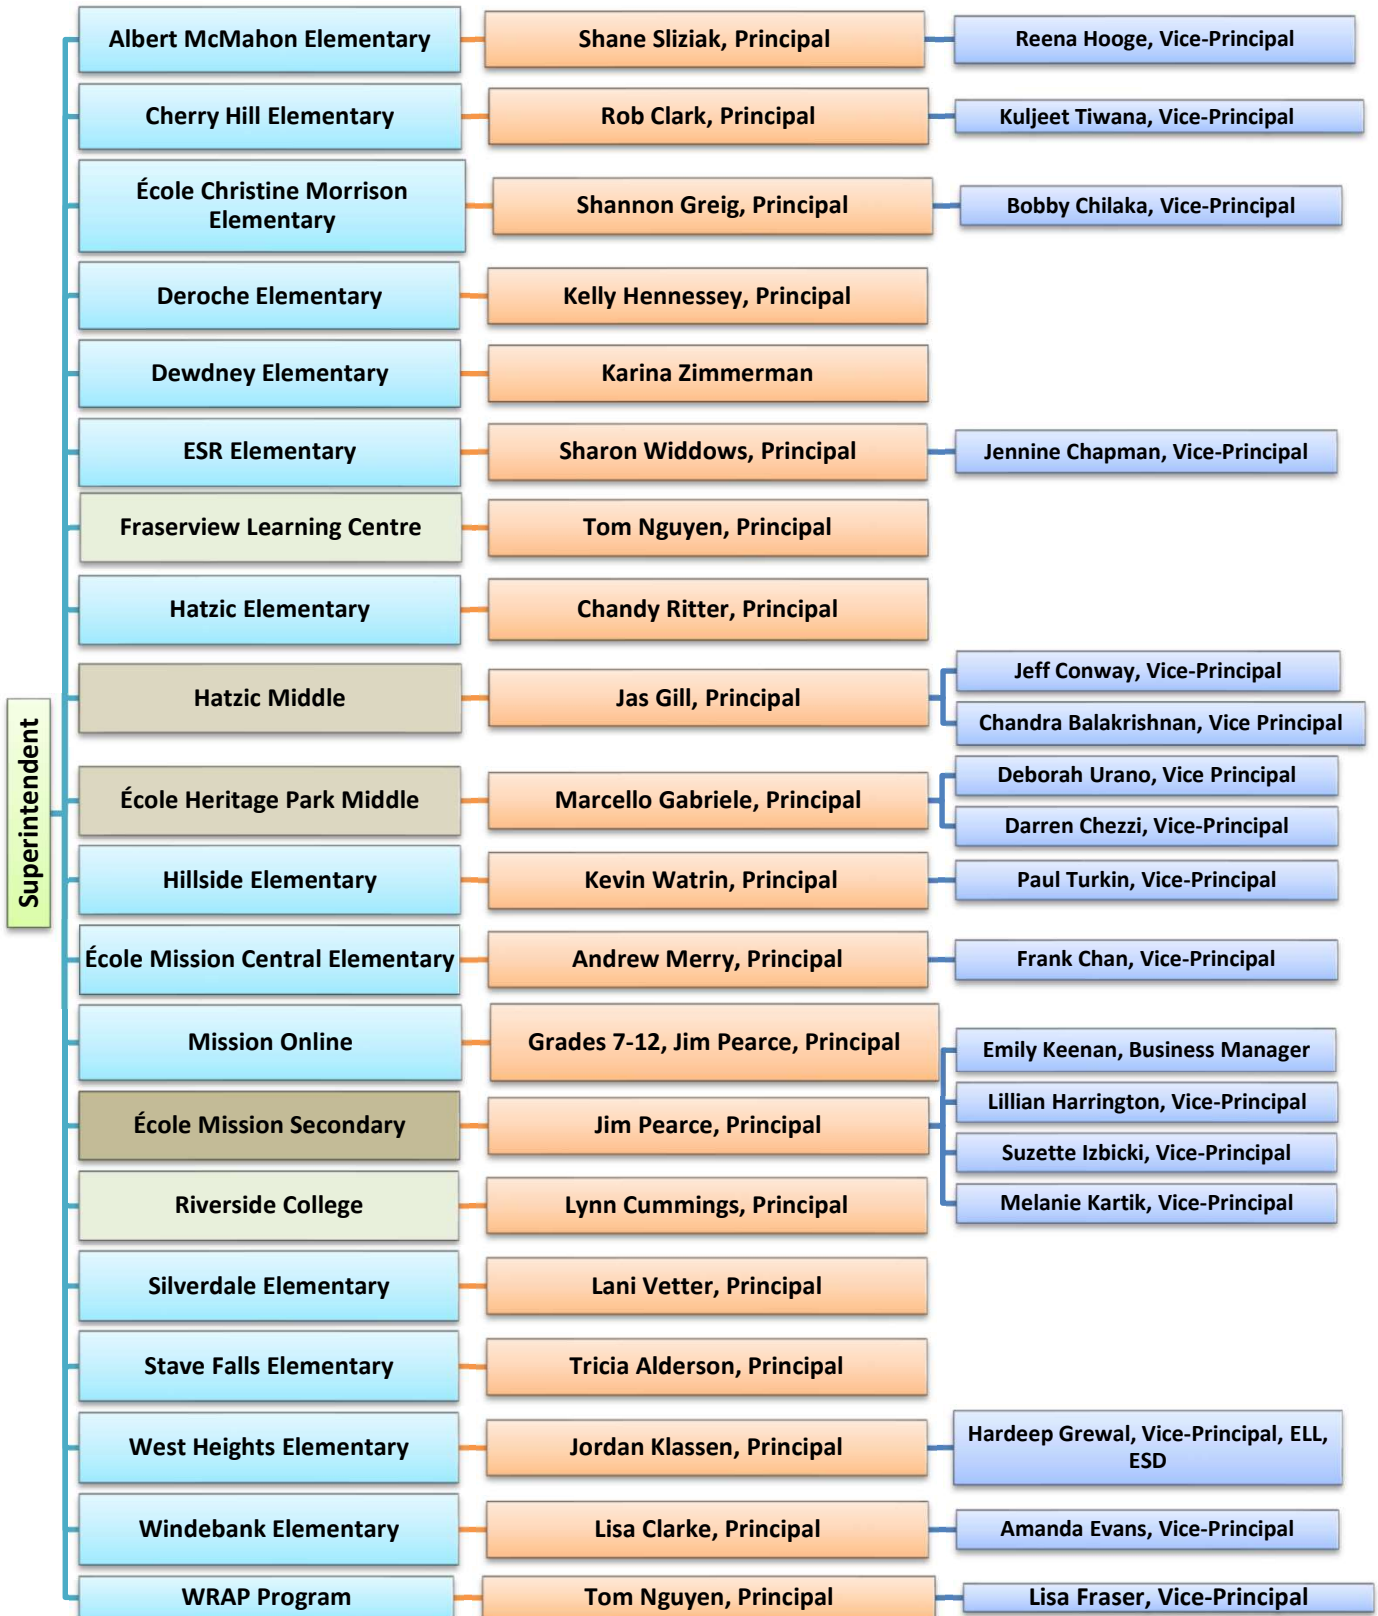 Superintendent
Albert McMahon Elementary
Shane Sliziak, Principal
Reena Hooge, Vice-Principal
Cherry Hill Elementary
Rob Clark, Principal
Kuljeet Tiwana, Vice-Principal
École Christine Morrison
Elementary
Shannon Greig, Principal
Bobby Chilaka, Vice-Principal
Deroche Elementary
Kelly Hennessey, Principal
Dewdney Elementary
Karina Zimmerman
ESR Elementary
Sharon Widdows, Principal
Jennine Chapman, Vice-Principal
Fraserview Learning Centre
Tom Nguyen, Principal
Hatzic Elementary
Chandy Ritter, Principal
Hatzic Middle
Jas Gill, Principal
Jeff Conway, Vice-Principal
Chandra Balakrishnan, Vice Principal
École Heritage Park Middle
Marcello Gabriele, Principal
Deborah Urano, Vice Principal
Darren Chezzi, Vice-Principal
Hillside Elementary
Kevin Watrin, Principal
Paul Turkin, Vice-Principal
École Mission Central Elementary
Andrew Merry, Principal
Frank Chan, Vice-Principal
Mission Online
Grades 7-12, Jim Pearce, Principal
École Mission Secondary
Jim Pearce, Principal
Emily Keenan, Business Manager
Lillian Harrington, Vice-Principal
Suzette Izbicki, Vice-Principal
Melanie Kartik, Vice-Principal
Riverside College
Lynn Cummings, Principal
Silverdale Elementary
Lani Vetter, Principal
Stave Falls Elementary
Tricia Alderson, Principal
West Heights Elementary
Jordan Klassen, Principal
Hardeep Grewal, Vice-Principal, ELL,
ESD
Windebank Elementary
Lisa Clarke, Principal
Amanda Evans, Vice-Principal
WRAP Program
Tom Nguyen, Principal
Lisa Fraser, Vice-Principal